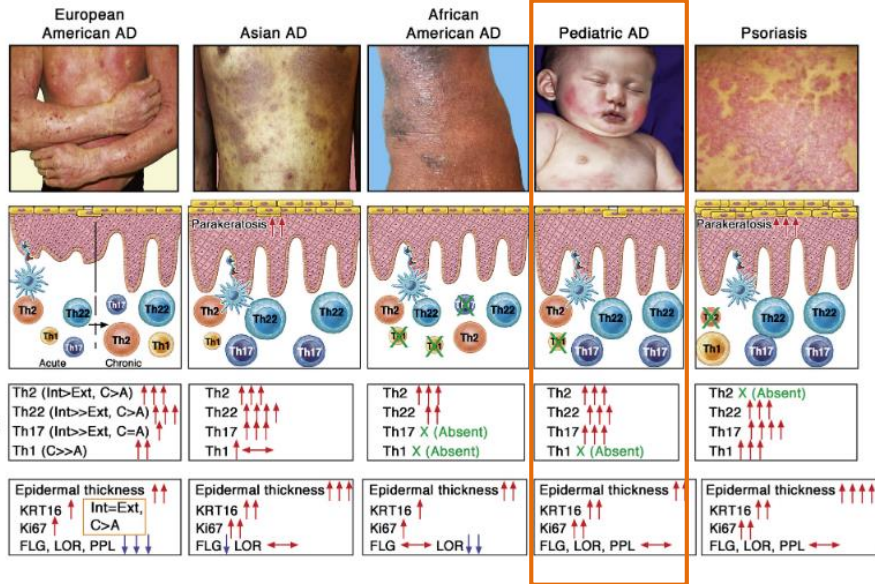 European
American AD
Asian AD
African
American AD
Pediatric AD
Psoriasis
Th2
Th22
Th17
Th22
Th1
Th17
Th2
Th1
Acute
Chronic
Parakeratosis ↑↑
Th2
Th22
Th1
Th17
Th17
Th2
Th22
Th17
Th1
Th1
Th2
Th2
Th22
Th22
Th1
Th17
Th17
Parakeratosis ↑↑↑
Th2
Th22
Th22
Th1
Th17
Th17
Th2 (Int>Ext, C>A) ↑↑↑
Th22 (Int>>Ext, C>A) ↑↑↑
Th17 (Int>>Ext, C=A) ↑
Th1 (C>>A) ↑↑
Th2 ↑↑↑
Th22 ↑↑↑↑
Th17 ↑↑↑
Th1 ↑ ↔
Th2 ↑↑↑
Th22 ↑↑
Th17 X (Absent)
Th1 X (Absent)
Th2 ↑↑↑
Th22 ↑↑↑
Th17 ↑↑↑
Th1 X (Absent)
Th2 X (Absent)
Th22 ↑↑↑
Th17 ↑↑↑↑
Th1 ↑↑↑
Epidermal thickness ↑↑
KRT16 ↑
Ki67 ↑
Int=Ext,
C>A
FLG, LOR, PPL ↓↓↓
Epidermal thickness ↑↑↑
KRT16 ↑↑
Ki67 ↑↑
FLG ↓ LOR ↔
Epidermal thickness ↑↑
KRT16 ↑
Ki67 ↑
FLG ↔ LOR ↓↓
Epidermal thickness ↑↑
KRT16 ↑↑
Ki67 ↑↑
FLG, LOR, PPL ↔
Epidermal thickness ↑↑↑↑
KRT16 ↑↑
Ki67 ↑↑
FLG, LOR, PPL ↔